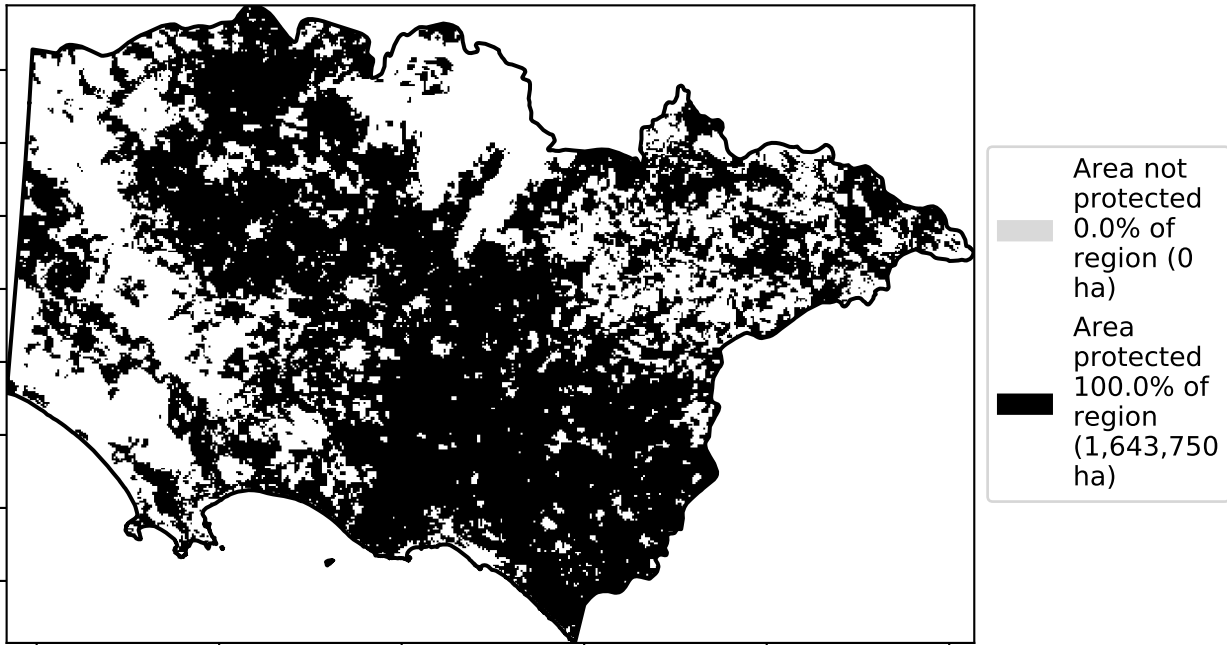 Area not
protected
0.0% of
region (0
ha)
Area
protected
100.0% of
region
(1,643,750
ha)